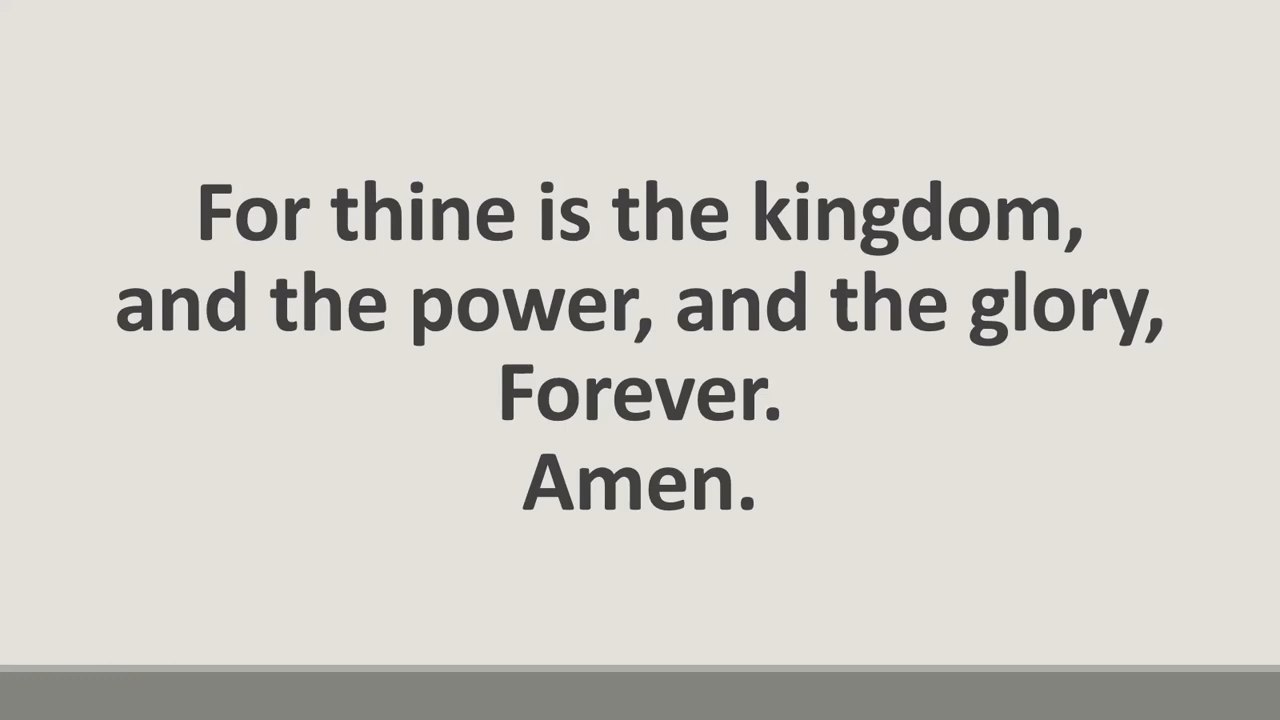 For thine is the kingdom,
and the power, and the glory,
Forever.
Amen.